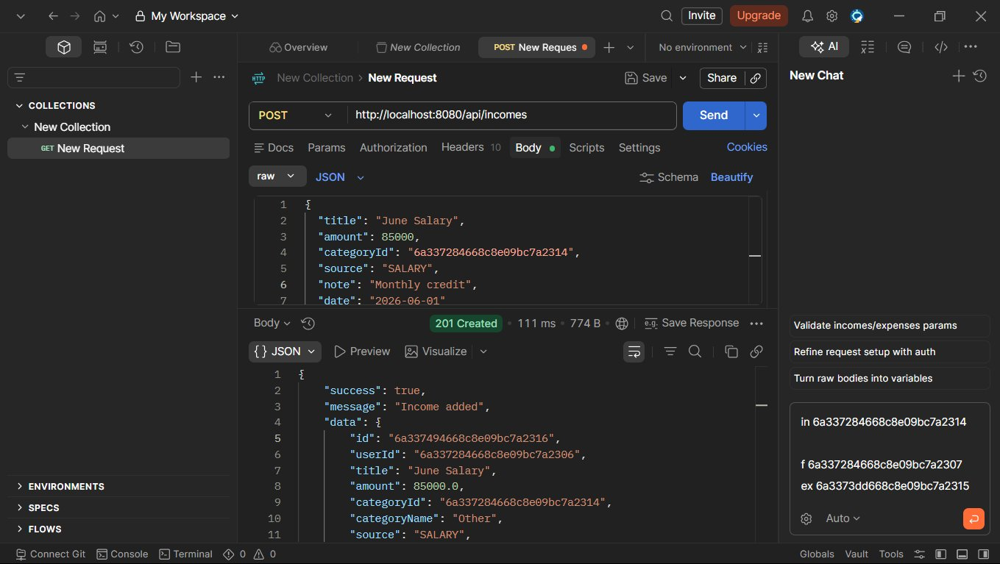 My Workspace
Invite
Upgrade
Overview
New Collection
POST New Reques
No environment
AI
New Collection > New Request
Save
Share
New Chat
COLLECTIONS
New Collection
GET New Request
HTTP
POST
http://localhost:8080/api/incomes
Send
Docs
Params
Authorization
Headers 10
Body
Scripts
Settings
Cookies
raw
JSON
Schema
Beautify
1 {
2 "title": "June Salary",
3 "amount": 85000,
4 "categoryId": "6a337284668c8e09bc7a2314",
5 "source": "SALARY",
6 "note": "Monthly credit",
7 "date": "2026-06-01"
Body
201 Created • 111 ms • 774 B
e.g. Save Response
{} JSON
Preview
Visualize
1 {
2 "success": true,
3 "message": "Income added",
4 "data": {
5 "id": "6a337494668c8e09bc7a2316",
6 "userId": "6a337284668c8e09bc7a2306",
7 "title": "June Salary",
8 "amount": 85000.0,
9 "categoryId": "6a337284668c8e09bc7a2314",
10 "categoryName": "Other",
11 "source": "SALARY",
Validate incomes/expenses params
Refine request setup with auth
Turn raw bodies into variables
in 6a337284668c8e09bc7a2314
f 6a337284668c8e09bc7a2307
ex 6a3373dd668c8e09bc7a2315
Auto
ENVIRONMENTS
SPECS
FLOWS
Connect Git
Console
Terminal
0
0
Globals
Vault
Tools